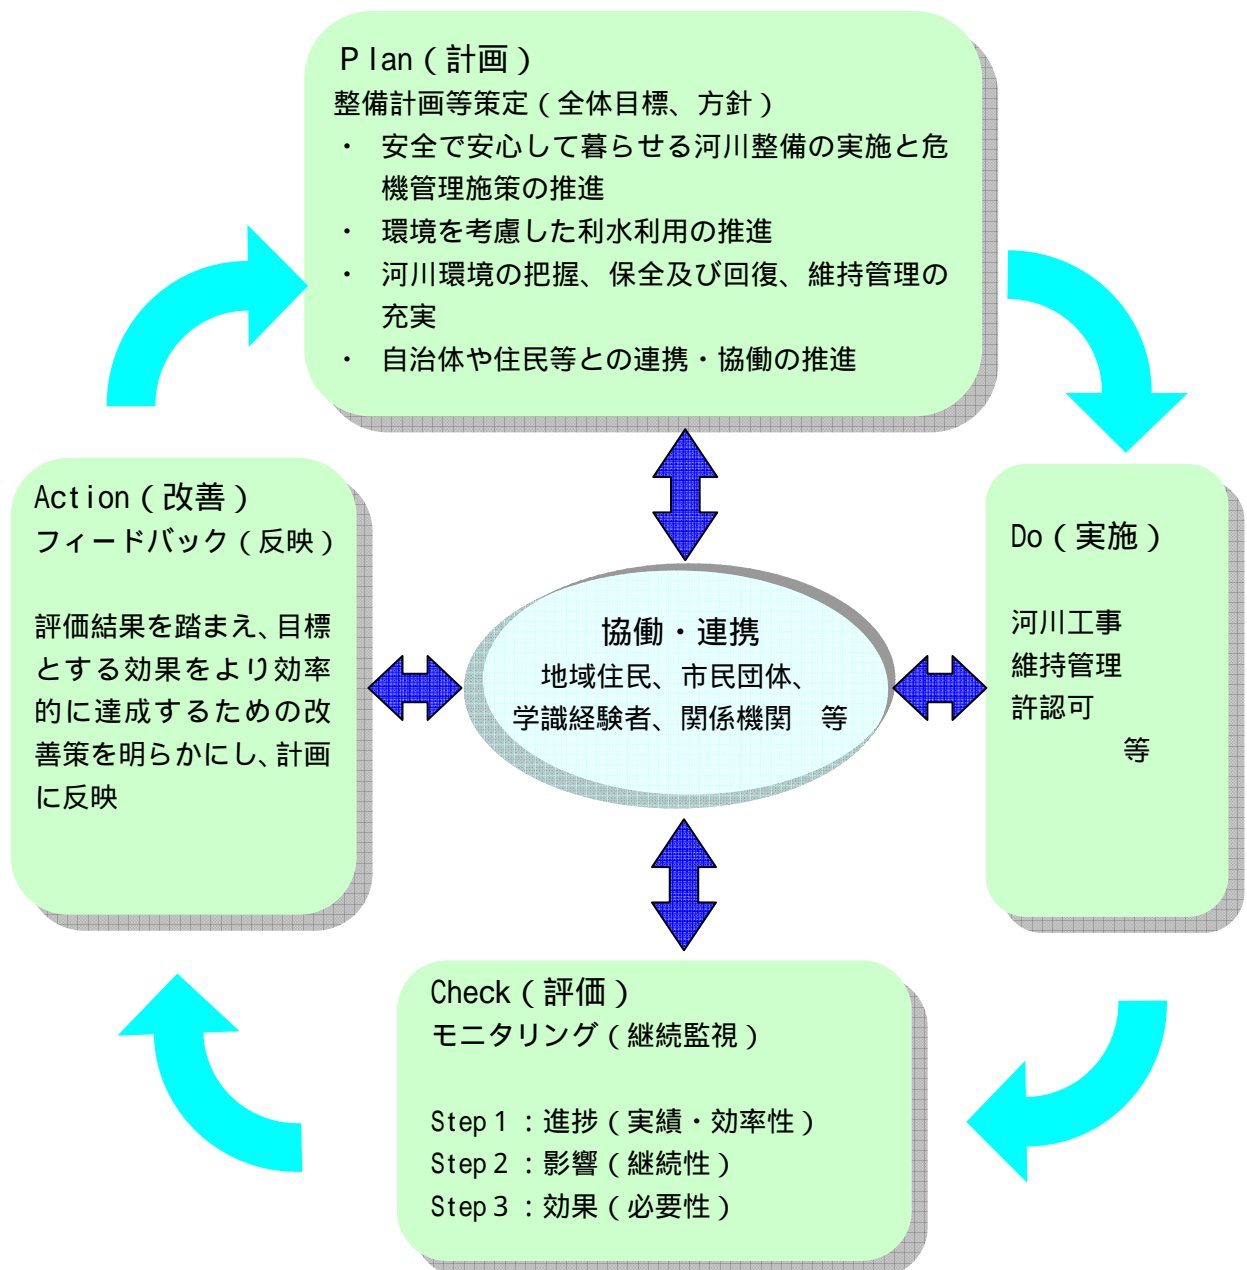 Plan(計画)
整備計画等策定(全体目標、方針)
・ 安全で安心して暮らせる河川整備の実施と危
機管理施策の推進
・ 環境を考慮した利水利用の推進
・ 河川環境の把握、保全及び回復、維持管理の
充実
・ 自治体や住民等との連携・協働の推進
Do(実施)
河川工事
維持管理
許認可
等
Check(評価)
モニタリング(継続監視)
Step1:進捗(実績・効率性)
Step2:影響(継続性)
Step3:効果(必要性)
Action(改善)
フィードバック(反映)
評価結果を踏まえ、目標
とする効果をより効率
的に達成するための改
善策を明らかにし、計画
に反映
協働・連携
地域住民、市民団体、
学識経験者、関係機関 等